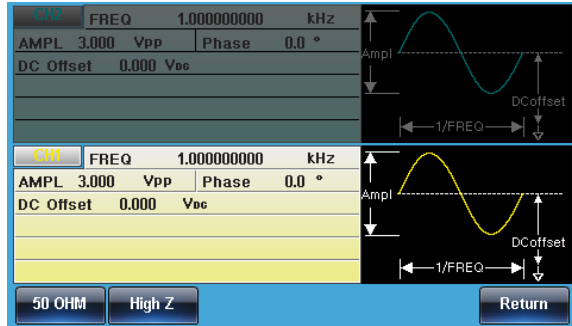 CH2 FREQ 1.000000000 kHz
AMPL 3.000 Vpp Phase 0.0 °
DC Offset 0.000 VDC
Ampl
DCoffset
1/FREQ
CH1 FREQ 1.000000000 kHz
AMPL 3.000 Vpp Phase 0.0 °
DC Offset 0.000 VDC
Ampl
DCoffset
1/FREQ
50 OHM High Z Return